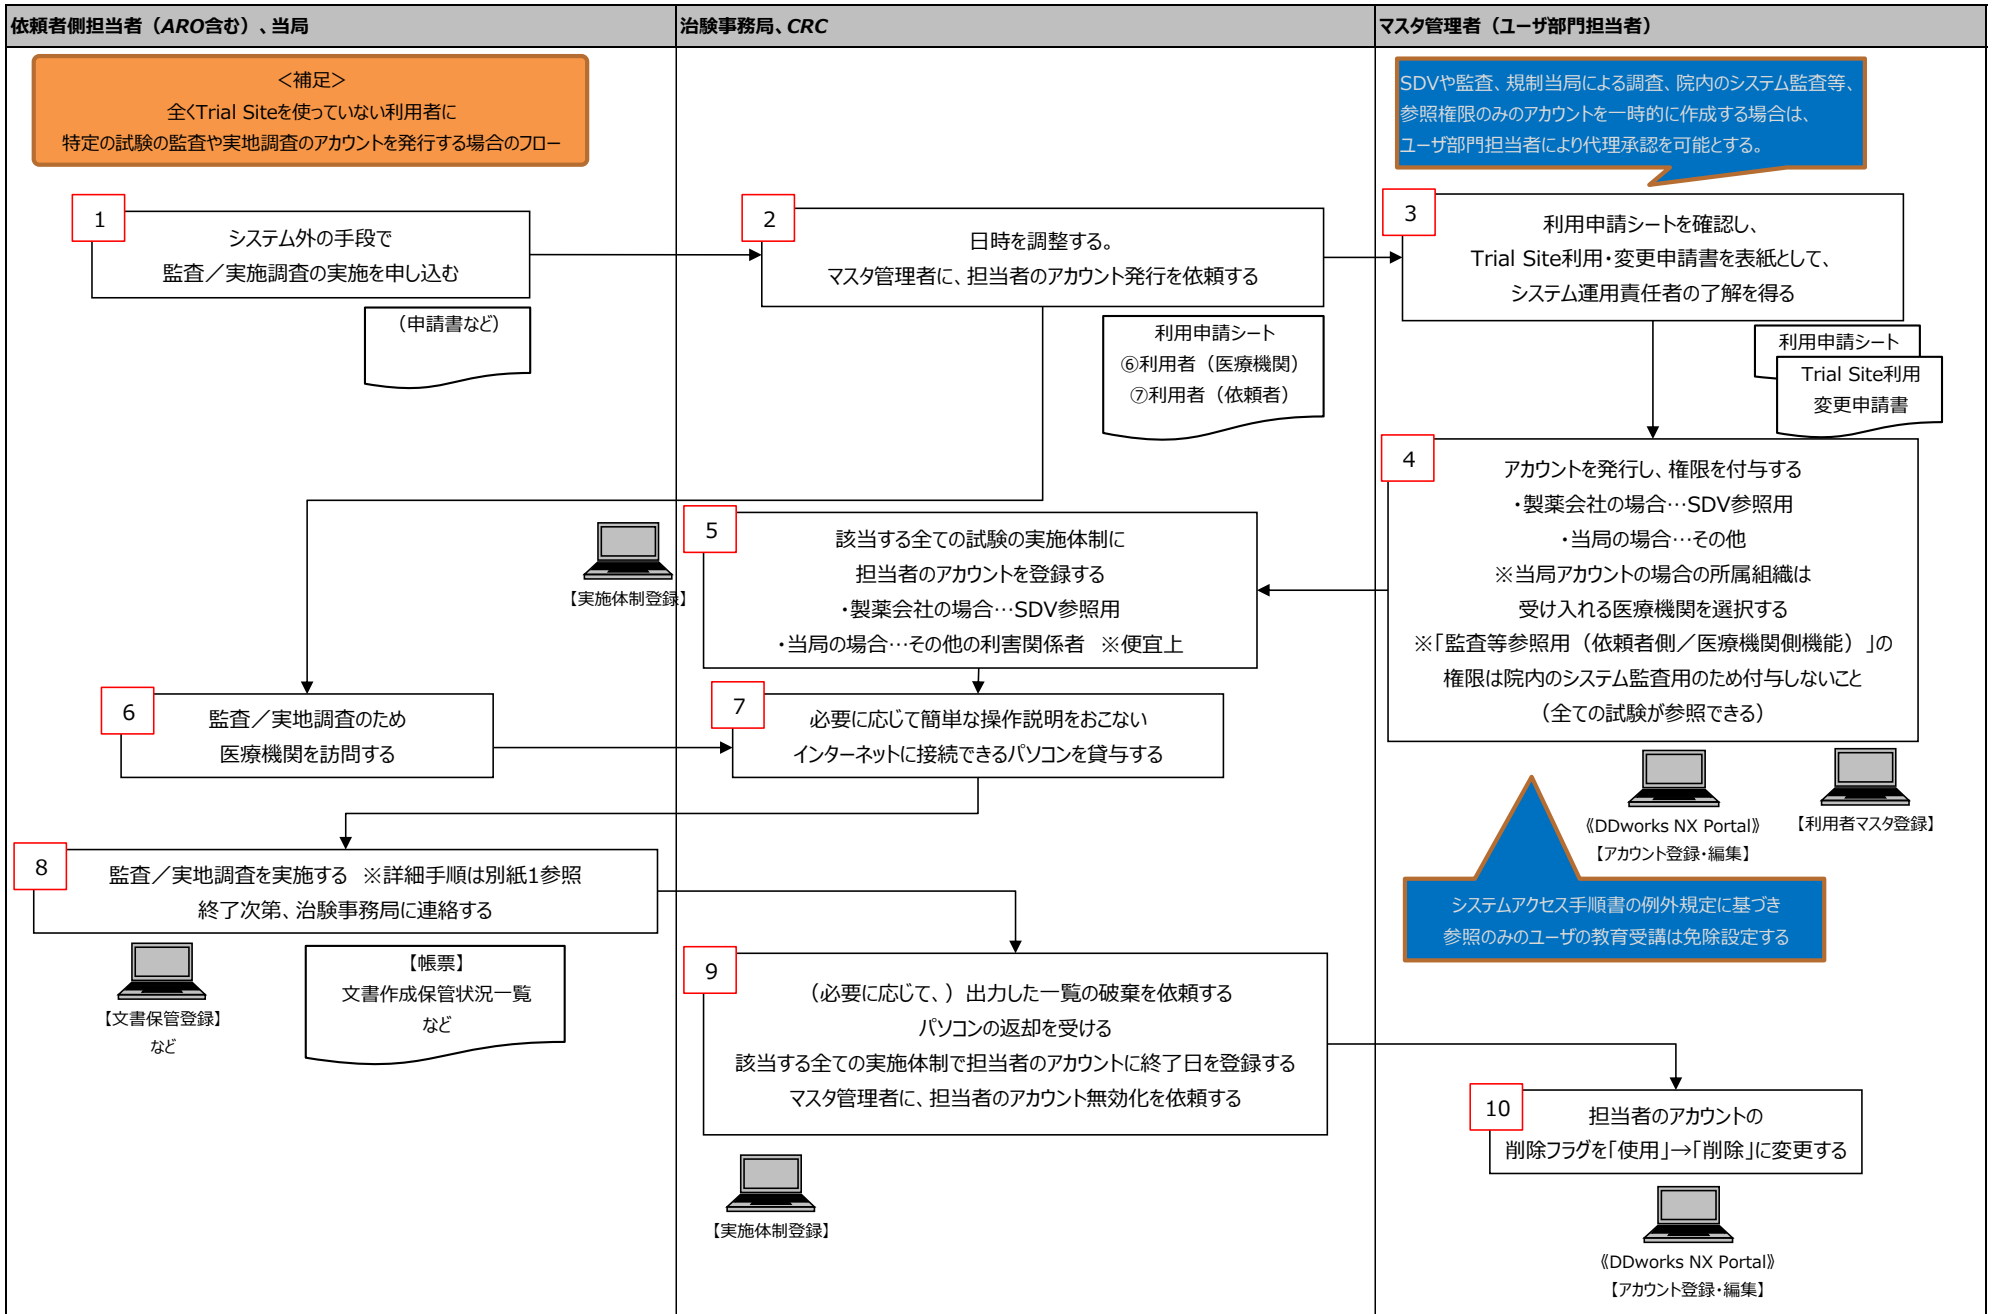 依頼者側担当者（ARO含む）、当局
治験事務局、CRC
マスタ管理者（ユーザ部門担当者）
＜補足＞
全くTrial Siteを使っていない利用者に
特定の試験の監査や実地調査のアカウントを発行する場合のフロー
SDVや監査、規制当局による調査、院内のシステム監査等、
参照権限のみのアカウントを一時的に作成する場合は、
ユーザ部門担当者により代理承認を可能とする。
1
システム外の手段で
監査／実施調査の実施を申し込む
（申請書など）
2
日時を調整する。
マスタ管理者に、担当者のアカウント発行を依頼する
利用申請シート
⑥利用者（医療機関）
⑦利用者（依頼者）
3
利用申請シートを確認し、
Trial Site利用・変更申請書を表紙として、
システム運用責任者の了解を得る
利用申請シート
Trial Site利用
変更申請書
4
アカウントを発行し、権限を付与する
・製薬会社の場合…SDV参照用
・当局の場合…その他
※当局アカウントの場合の所属組織は
受け入れる医療機関を選択する
※「監査等参照用（依頼者側／医療機関側機能）」の
権限は院内のシステム監査用のため付与しないこと
（全ての試験が参照できる）
《DDworks NX Portal》
【アカウント登録・編集】
【利用者マスタ登録】
システムアクセス手順書の例外規定に基づき
参照のみのユーザの教育受講は免除設定する
5
該当する全ての試験の実施体制に
担当者のアカウントを登録する
・製薬会社の場合…SDV参照用
・当局の場合…その他の利害関係者　※便宜上
【実施体制登録】
6
監査／実地調査のため
医療機関を訪問する
7
必要に応じて簡単な操作説明をおこない
インターネットに接続できるパソコンを貸与する
8
監査／実地調査を実施する　※詳細手順は別紙1参照
終了次第、治験事務局に連絡する
【文書保管登録】
など
【帳票】
文書作成保管状況一覧
など
9
（必要に応じて、）出力した一覧の破棄を依頼する
パソコンの返却を受ける
該当する全ての実施体制で担当者のアカウントに終了日を登録する
マスタ管理者に、担当者のアカウント無効化を依頼する
【実施体制登録】
10
担当者のアカウントの
削除フラグを「使用」→「削除」に変更する
《DDworks NX Portal》
【アカウント登録・編集】